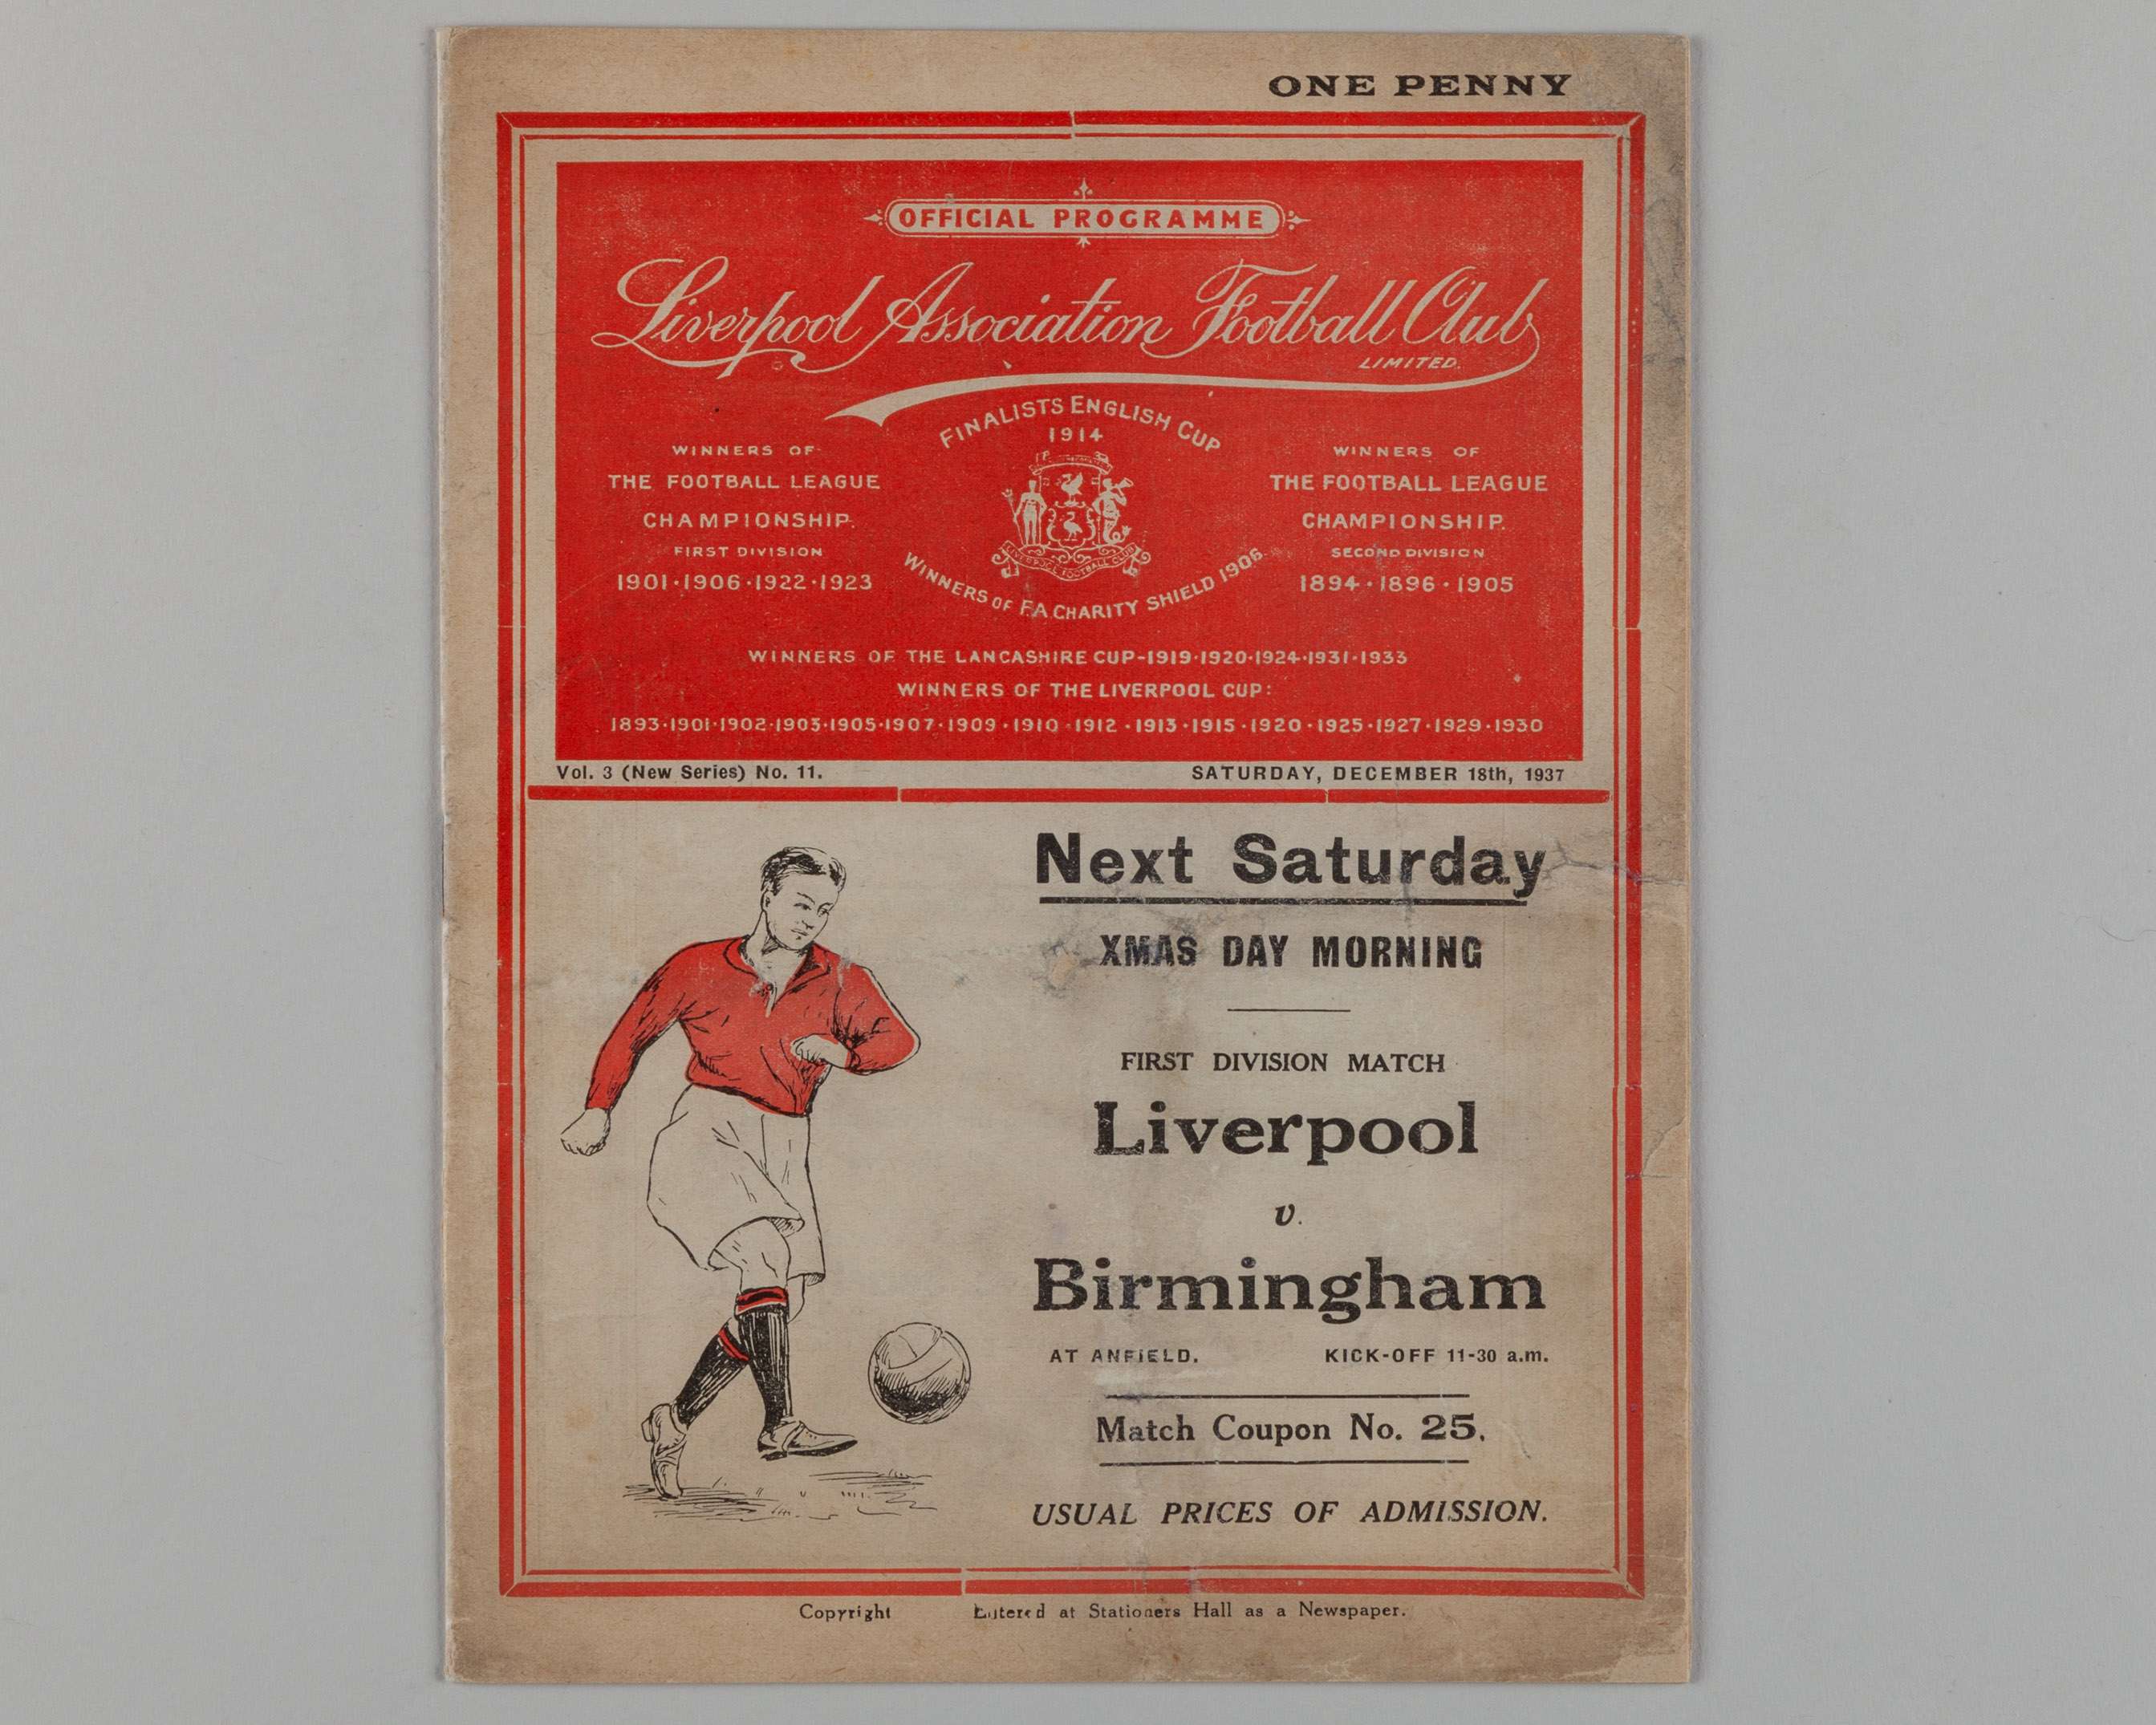 ONE PENNY
OFFICIAL PROGRAMME
Liverpool Association Football Club
LIMITED.
FINALISTS ENGLISH CUP
1914
WINNERS OF
THE FOOTBALL LEAGUE
CHAMPIONSHIP.
FIRST DIVISION
1901·1906·1922·1923
LIVERPOOL FOOTBALL CLUB
WINNERS OF F.A CHARITY SHIELD 1906
WINNERS OF
THE FOOTBALL LEAGUE
CHAMPIONSHIP.
SECOND DIVISION
1894·1896·1905
WINNERS OF THE LANCASHIRE CUP-1919·1920·1924·1931·1933
WINNERS OF THE LIVERPOOL CUP:
1893·1901·1902·1903·1905·1907·1909·1910·1912·1913·1915·1920·1925·1927·1929·1930
Vol. 3 (New Series) No. 11. SATURDAY, DECEMBER 18th, 1937
Next Saturday
XMAS DAY MORNING
FIRST DIVISION MATCH
Liverpool
v.
Birmingham
AT ANFIELD. KICK-OFF 11-30 a.m.
Match Coupon No. 25.
USUAL PRICES OF ADMISSION.
Copyright Entered at Stationers Hall as a Newspaper.